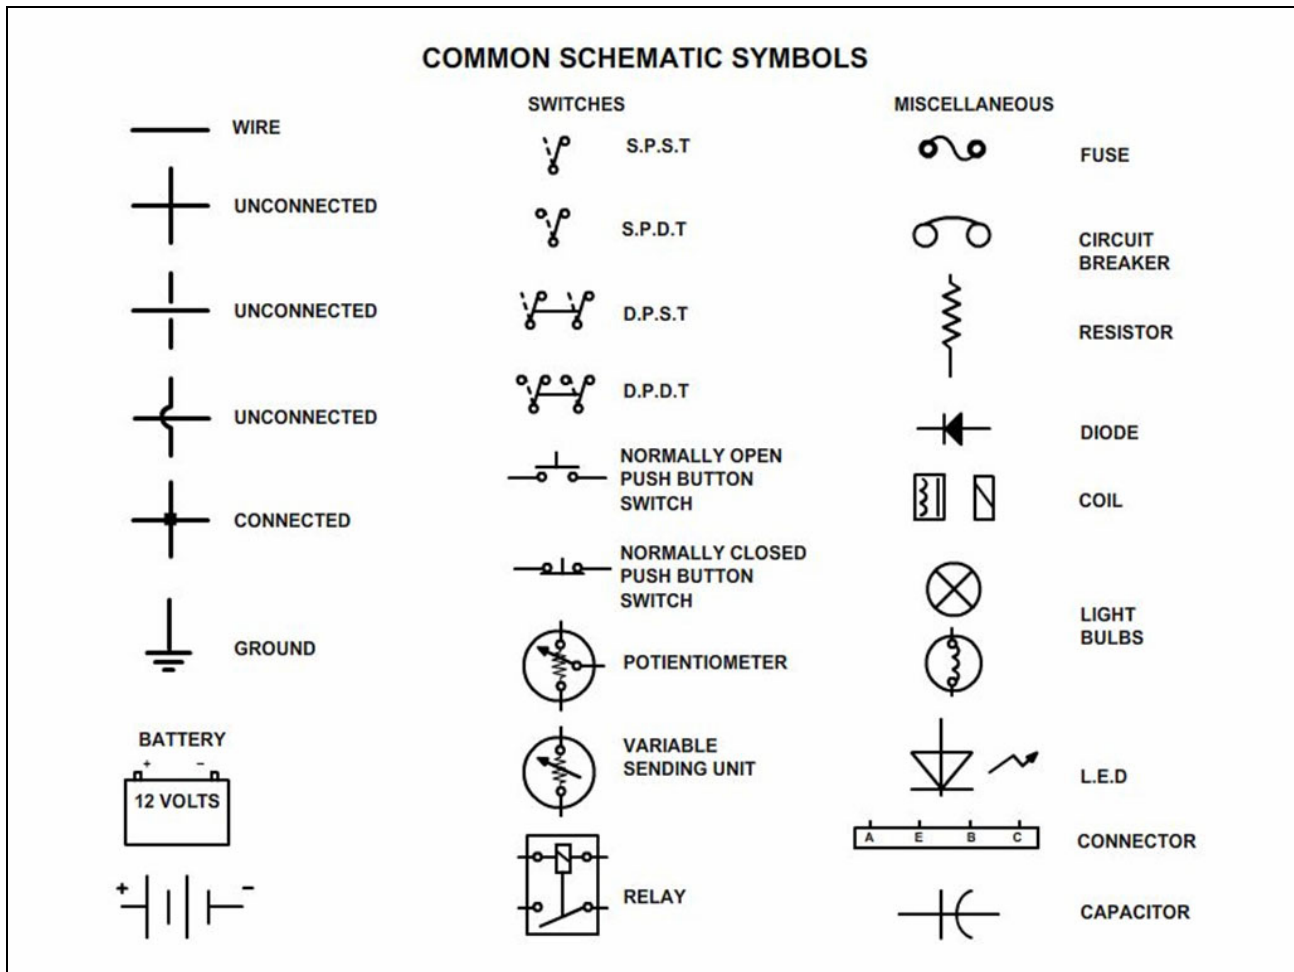 COMMON SCHEMATIC SYMBOLS
WIRE
UNCONNECTED
UNCONNECTED
UNCONNECTED
CONNECTED
GROUND
BATTERY
+ −
12 VOLTS
+ −
SWITCHES
S.P.S.T
S.P.D.T
D.P.S.T
D.P.D.T
NORMALLY OPEN
PUSH BUTTON
SWITCH
NORMALLY CLOSED
PUSH BUTTON
SWITCH
POTIENTIOMETER
VARIABLE
SENDING UNIT
RELAY
MISCELLANEOUS
FUSE
CIRCUIT
BREAKER
RESISTOR
DIODE
COIL
LIGHT
BULBS
L.E.D
A E B C
CONNECTOR
CAPACITOR